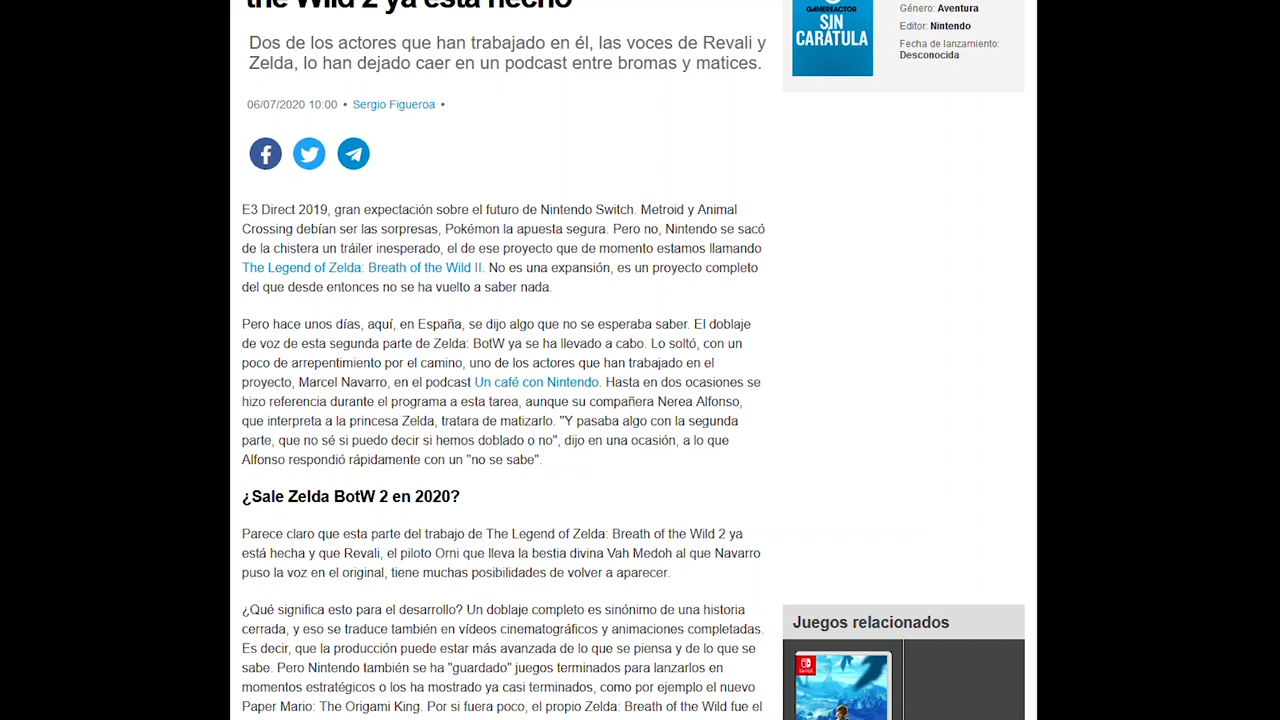 the Wild 2 ya está hecho
Dos de los actores que han trabajado en él, las voces de Revali y
Zelda, lo han dejado caer en un podcast entre bromas y matices.
06/07/2020 10:00 • Sergio Figueroa •
E3 Direct 2019, gran expectación sobre el futuro de Nintendo Switch. Metroid y Animal
Crossing debían ser las sorpresas, Pokémon la apuesta segura. Pero no, Nintendo se sacó
de la chistera un tráiler inesperado, el de ese proyecto que de momento estamos llamando
The Legend of Zelda: Breath of the Wild II. No es una expansión, es un proyecto completo
del que desde entonces no se ha vuelto a saber nada.
Pero hace unos días, aquí, en España, se dijo algo que no se esperaba saber. El doblaje
de voz de esta segunda parte de Zelda: BotW ya se ha llevado a cabo. Lo soltó, con un
poco de arrepentimiento por el camino, uno de los actores que han trabajado en el
proyecto, Marcel Navarro, en el podcast Un café con Nintendo. Hasta en dos ocasiones se
hizo referencia durante el programa a esta tarea, aunque su compañera Nerea Alfonso,
que interpreta a la princesa Zelda, tratara de matizarlo. "Y pasaba algo con la segunda
parte, que no sé si puedo decir si hemos doblado o no", dijo en una ocasión, a lo que
Alfonso respondió rápidamente con un "no se sabe".
¿Sale Zelda BotW 2 en 2020?
Parece claro que esta parte del trabajo de The Legend of Zelda: Breath of the Wild 2 ya
está hecha y que Revali, el piloto Orni que lleva la bestia divina Vah Medoh al que Navarro
puso la voz en el original, tiene muchas posibilidades de volver a aparecer.
¿Qué significa esto para el desarrollo? Un doblaje completo es sinónimo de una historia
cerrada, y eso se traduce también en vídeos cinematográficos y animaciones completadas.
Es decir, que la producción puede estar más avanzada de lo que se piensa y de lo que se
sabe. Pero Nintendo también se ha "guardado" juegos terminados para lanzarlos en
momentos estratégicos o los ha mostrado ya casi terminados, como por ejemplo el nuevo
Paper Mario: The Origami King. Por si fuera poco, el propio Zelda: Breath of the Wild fue el
GAMEREACTOR
SIN
CARÁTULA
Género: Aventura
Editor: Nintendo
Fecha de lanzamiento:
Desconocida
Juegos relacionados